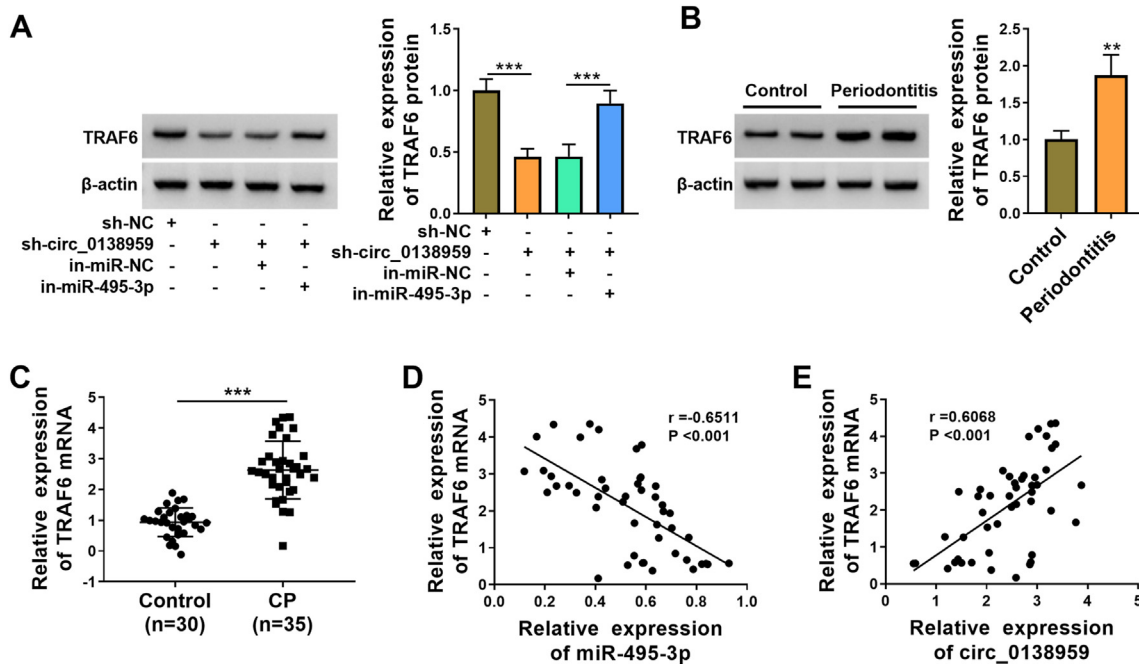 A
TRAF6
β-actin
sh-NC + - - -
sh-circ_0138959 - + + +
in-miR-NC - - + -
in-miR-495-3p - - - +
Relative expression
of TRAF6 protein
1.5
1.0
0.5
0.0
*** ***
sh-NC + - - -
sh-circ_0138959 - + + +
in-miR-NC - - + -
in-miR-495-3p - - - +
B
Control Periodontitis
TRAF6
β-actin
Relative expression
of TRAF6 protein
2.5
2.0
1.5
1.0
0.5
0.0
**
Control
Periodontitis
C
Relative expression
of TRAF6 mRNA
5
4
3
2
1
0
-1
***
Control CP
(n=30) (n=35)
D
Relative expression
of TRAF6 mRNA
5
4
3
2
1
0
r =-0.6511
P <0.001
0.0 0.2 0.4 0.6 0.8 1.0
Relative expression
of miR-495-3p
E
Relative expression
of TRAF6 mRNA
5
4
3
2
1
0
r =0.6068
P <0.001
0 1 2 3 4 5
Relative expression
of circ_0138959